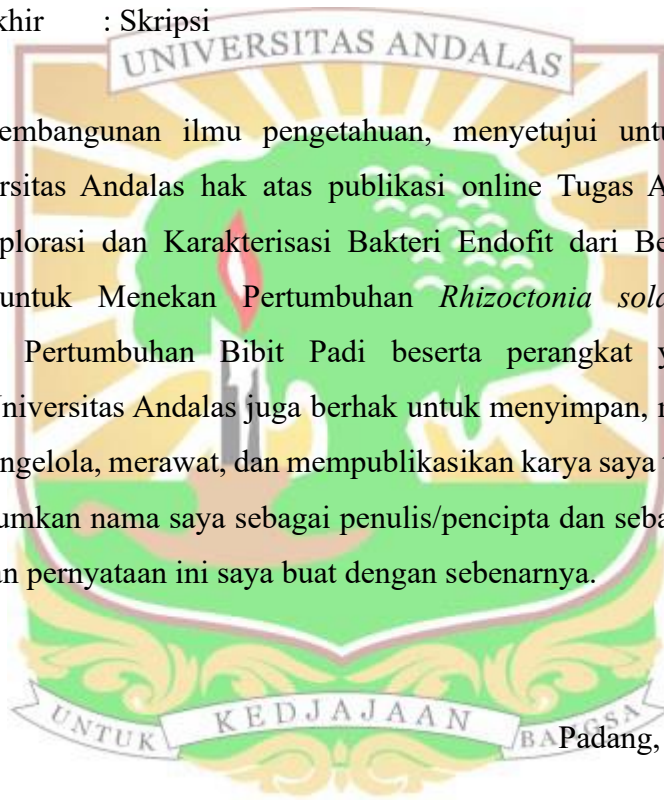 khir : Skripsi
UNIVERSITAS ANDALAS
embangunan ilmu pengetahuan, menyetujui untu
ersitas Andalas hak atas publikasi online Tugas A
plorasi dan Karakterisasi Bakteri Endofit dari Be
untuk Menekan Pertumbuhan Rhizoctonia sola
Pertumbuhan Bibit Padi beserta perangkat y
Universitas Andalas juga berhak untuk menyimpan, r
ngelola, merawat, dan mempublikasikan karya saya
umkan nama saya sebagai penulis/pencipta dan seba
an pernyataan ini saya buat dengan sebenarnya.
UNTUK KEDJAJAAN BANGSA
Padang,